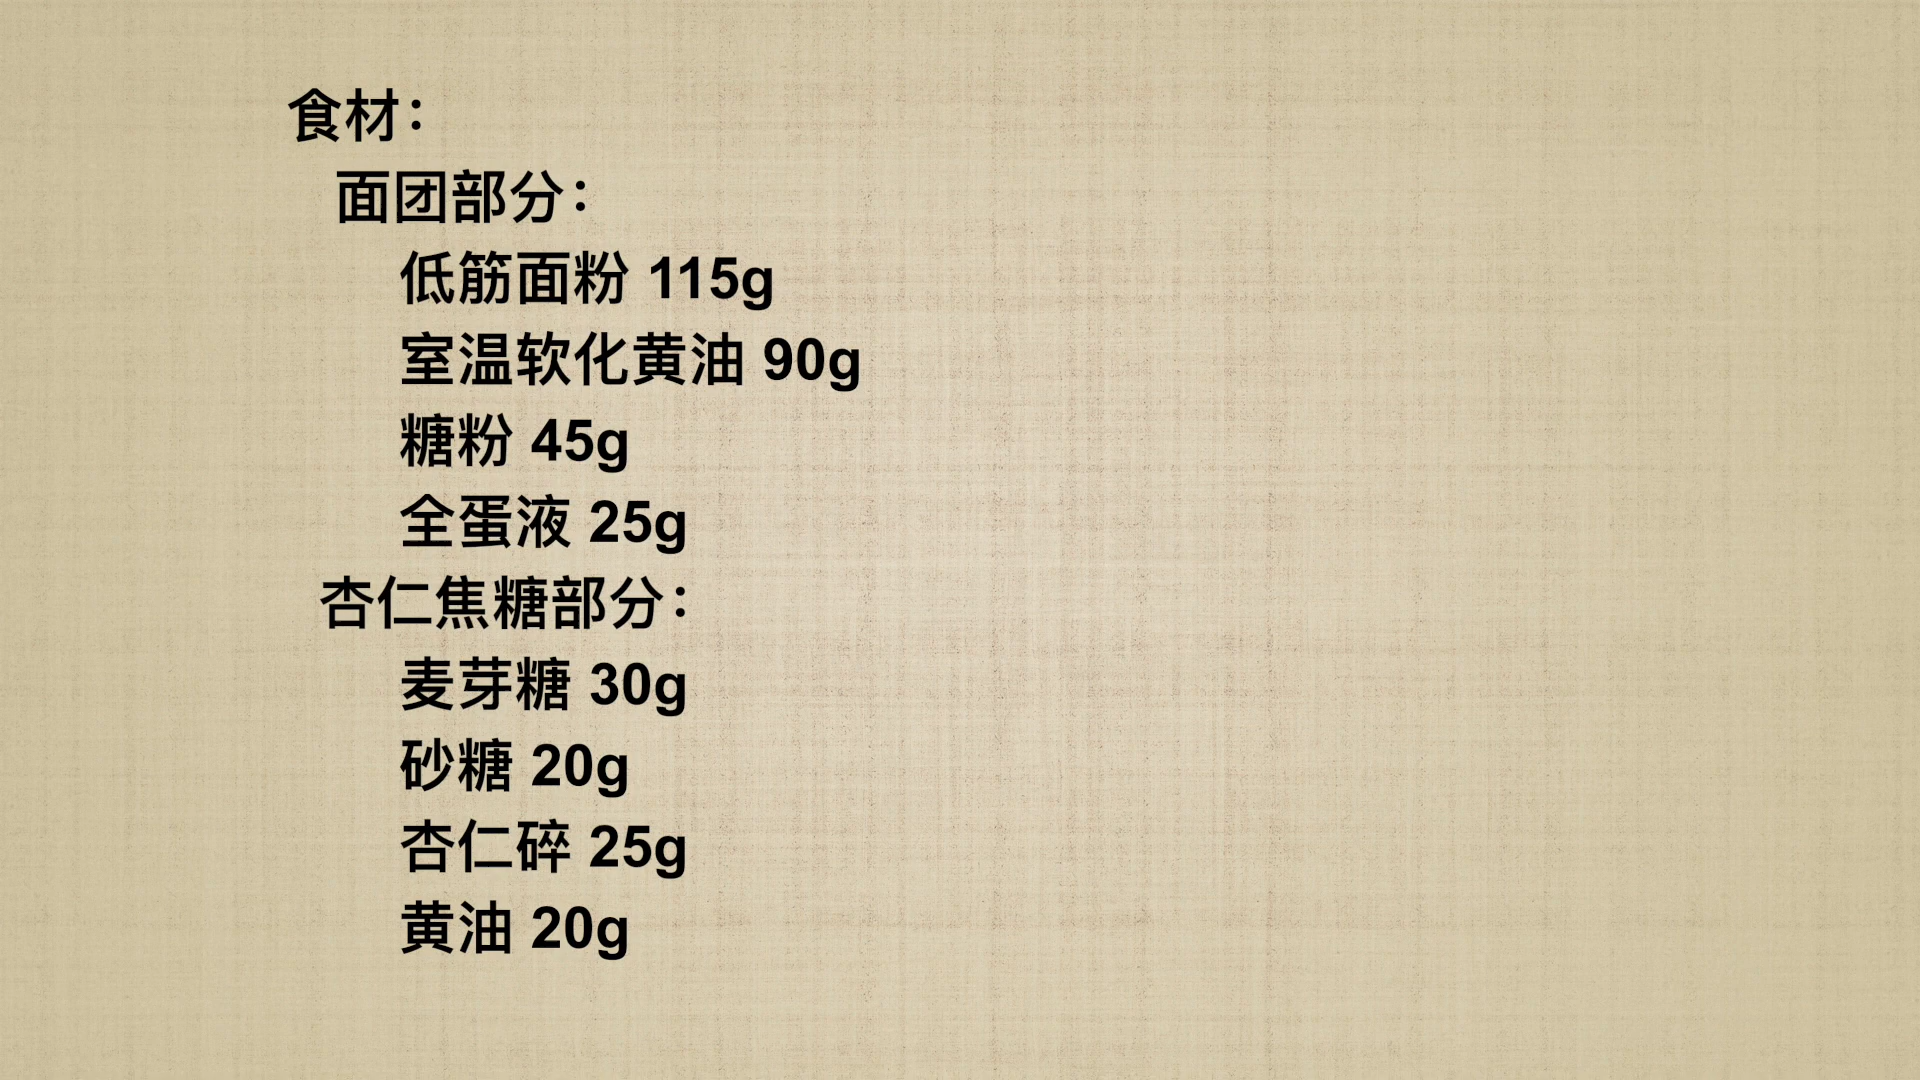 食材：
面团部分：
低筋面粉 115g
室温软化黄油 90g
糖粉 45g
全蛋液 25g
杏仁焦糖部分：
麦芽糖 30g
砂糖 20g
杏仁碎 25g
黄油 20g